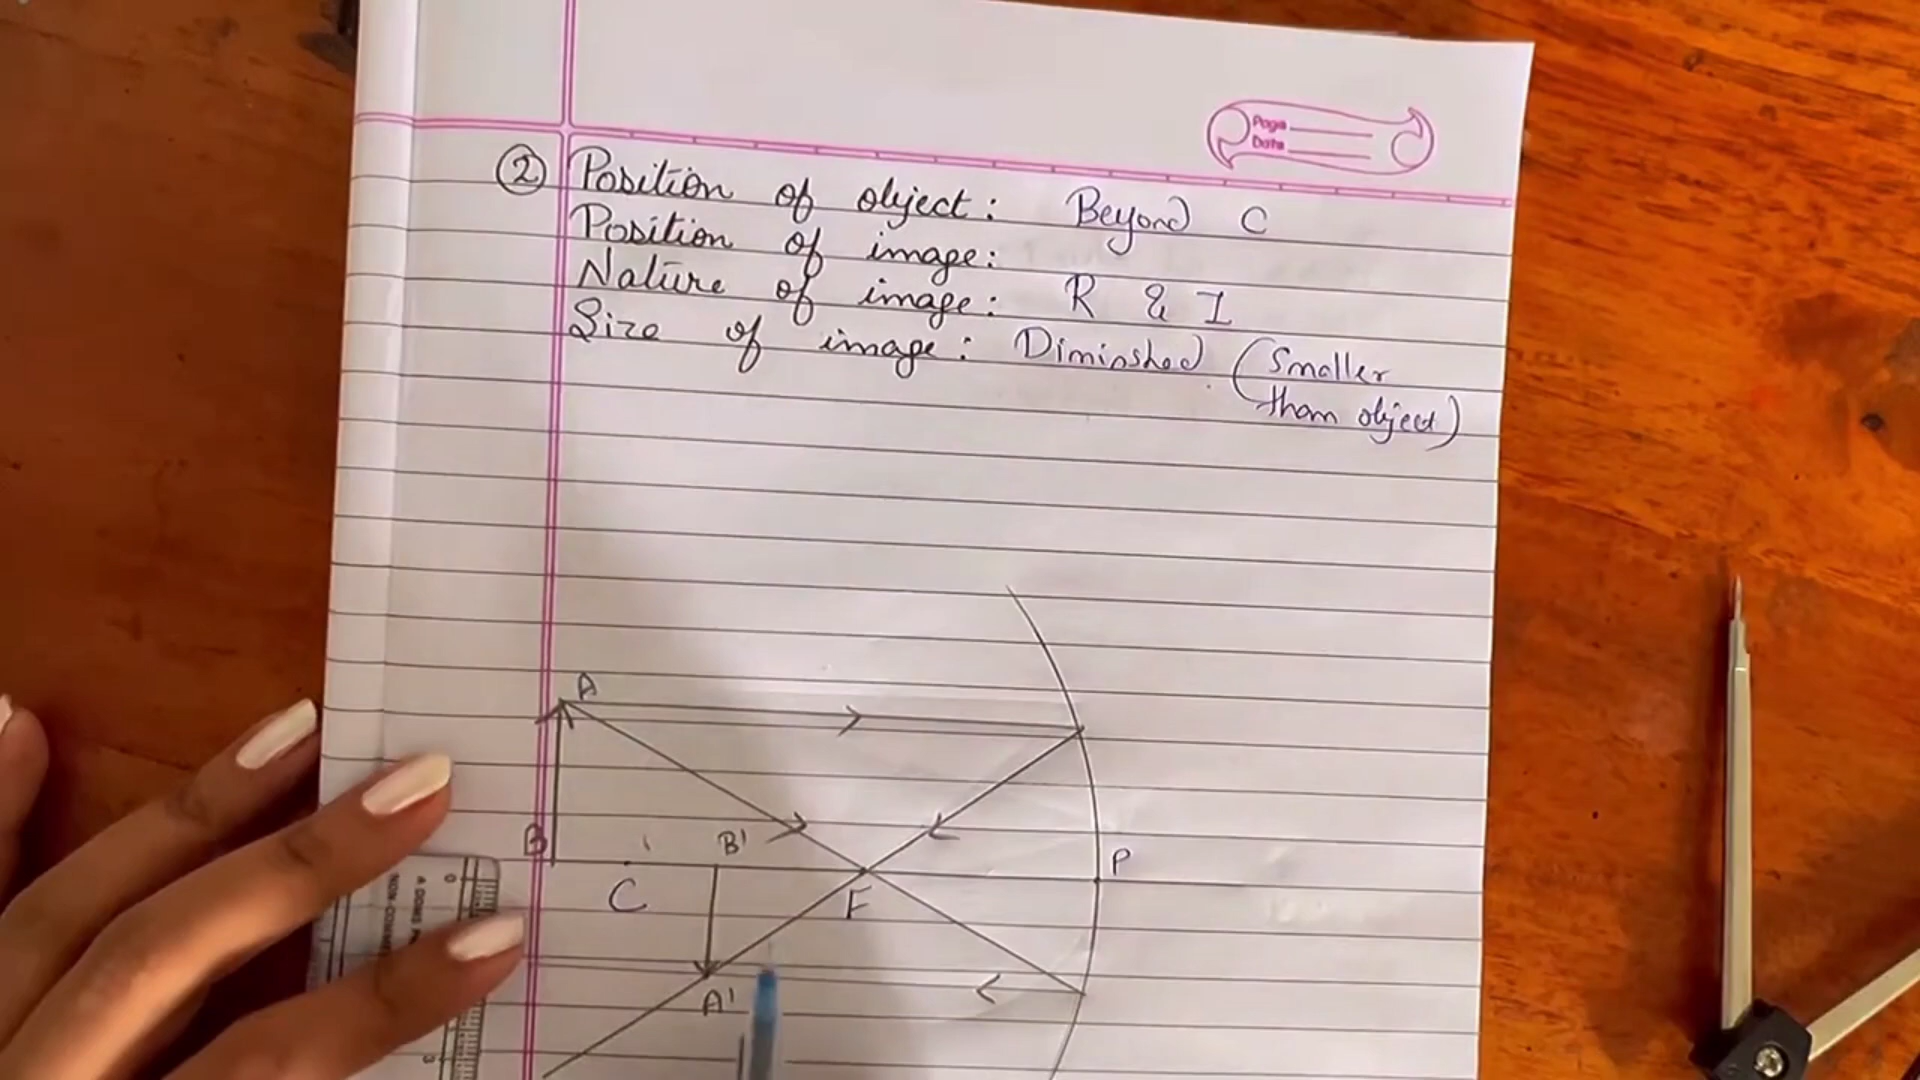 Page
Date
② Position of object: Beyond C
Position of image:
Nature of image: R & I
Size of image: Diminshed (Smaller
than object)
A
B
B'
C
F
P
A'